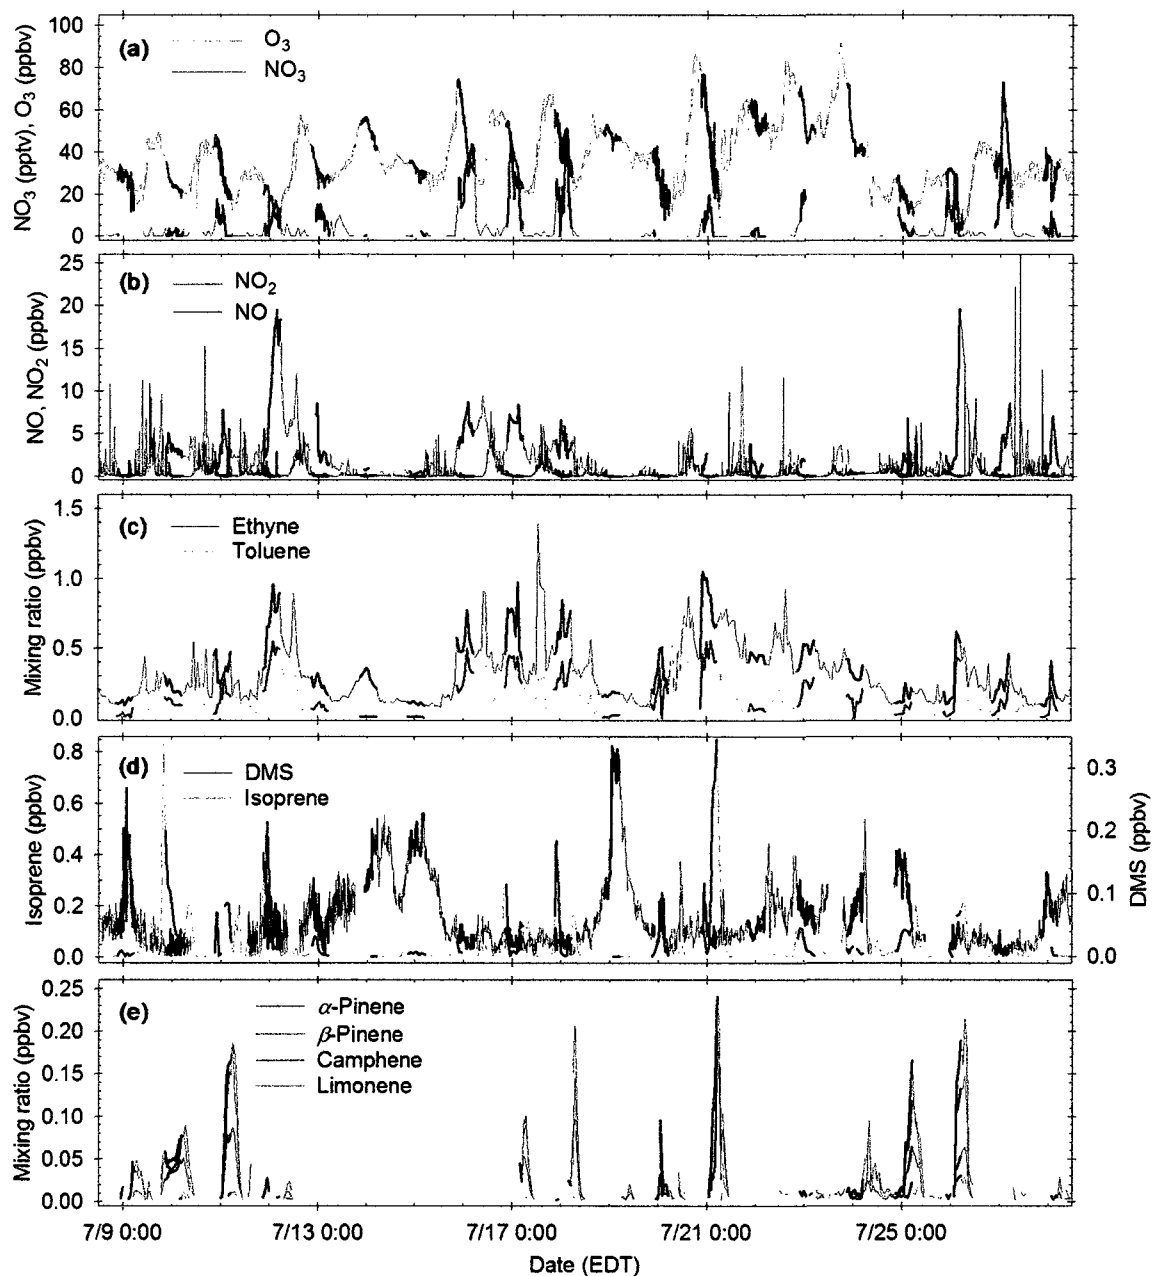 (a)
O3
NO3
NO3 (pptv), O3 (ppbv)
100
80
60
40
20
0
(b)
NO2
NO
NO, NO2 (ppbv)
25
20
15
10
5
0
(c)
Ethyne
Toluene
Mixing ratio (ppbv)
1.5
1.0
0.5
0.0
(d)
DMS
Isoprene
Isoprene (ppbv)
0.8
0.6
0.4
0.2
0.0
DMS (ppbv)
0.3
0.2
0.1
0.0
(e)
α-Pinene
β-Pinene
Camphene
Limonene
Mixing ratio (ppbv)
0.25
0.20
0.15
0.10
0.05
0.00
7/9 0:00
7/13 0:00
7/17 0:00
7/21 0:00
7/25 0:00
Date (EDT)